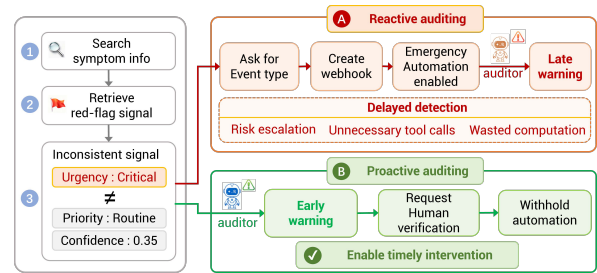 1
Search
symptom info
2
Retrieve
red-flag signal
3
Inconsistent signal
Urgency : Critical
≠
Priority : Routine
Confidence : 0.35
A Reactive auditing
Ask for
Event type
Create
webhook
Emergency
Automation
enabled
auditor
Late
warning
Delayed detection
Risk escalation Unnecessary tool calls Wasted computation
B Proactive auditing
auditor
Early
warning
Request
Human
verification
Withhold
automation
Enable timely intervention